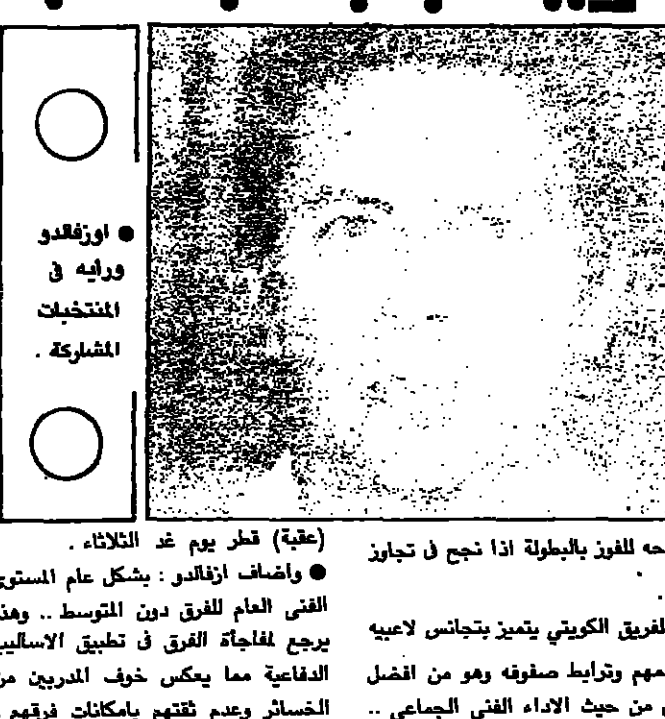 ● اوزفالدو
ورايه في
المنتخبات
المشاركة .
حه للفوز بالبطولة اذا نجح في تجاوز
(عقبة) قطر يوم غد الثلاثاء .
لفريق الكويتي يتميز بتجانس لاعبيه
مهم وترابط صفوفه وهو من افضل
من حيث الاداء الفني الجماعي ..
● واضاف ازفالدو : بشكل عام المستوى
الفني العام للفرق دون المتوسط .. وهذ
يرجع لمفاجأة الفرق في تطبيق الاساليب
الدفاعية مما يعكس خوف المدربين من
الخسائر وعدم ثقتهم بامكانات فرقهم .